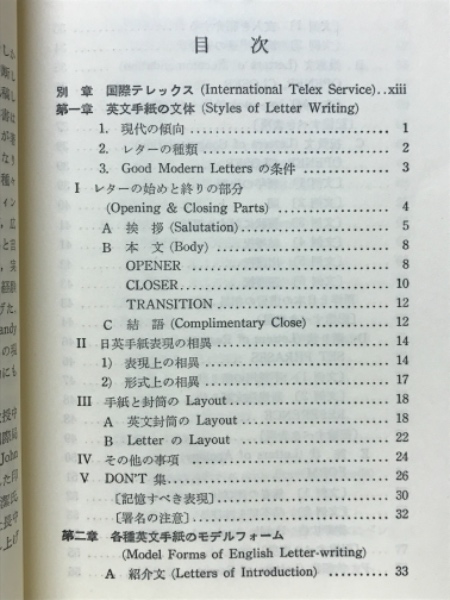 目次
別章 国際テレックス (International Telex Service)..xiii
第一章 英文手紙の文体 (Styles of Letter Writing)
1. 現代の傾向 ................ 1
2. レターの種類 ................ 2
3. Good Modern Letters の条件 ................ 3
I レターの始めと終りの部分
(Opening & Closing Parts) ................ 4
A 挨拶 (Salutation) ................ 5
B 本文 (Body) ................ 8
OPENER ................ 8
CLOSER ................ 10
TRANSITION ................ 12
C 結語 (Complimentary Close) ................ 12
II 日英手紙表現の相異 ................ 14
1) 表現上の相異 ................ 14
2) 形式上の相異 ................ 17
III 手紙と封筒の Layout ................ 18
A 英文封筒の Layout ................ 18
B Letter の Layout ................ 22
IV その他の事項 ................ 24
V DON'T 集 ................ 26
〔記憶すべき表現〕 ................ 30
〔署名の注意〕 ................ 32
第二章 各種英文手紙のモデルフォーム
(Model Forms of English Letter-writing)
A 紹介文 (Letters of Introduction) ................ 33